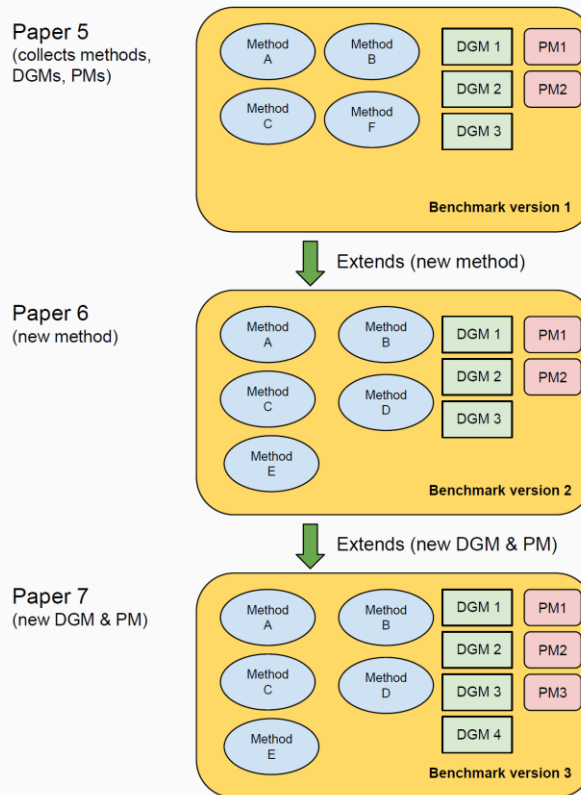 Paper 5
(collects methods,
DGMs, PMs)
Method
A
Method
B
DGM 1
PM1
DGM 2
PM2
Method
C
Method
F
DGM 3
Benchmark version 1
Extends (new method)
Paper 6
(new method)
Method
A
Method
B
DGM 1
PM1
DGM 2
PM2
Method
C
Method
D
DGM 3
Method
E
Benchmark version 2
Extends (new DGM & PM)
Paper 7
(new DGM & PM)
Method
A
Method
B
DGM 1
PM1
DGM 2
PM2
Method
C
Method
D
DGM 3
PM3
Method
E
DGM 4
Benchmark version 3